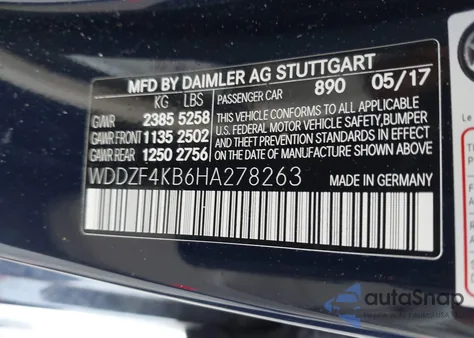 MFD BY DAIMLER AG STUTTGART
KG LBS PASSENGER CAR 890 05/17
GVWR 2385 5258 THIS VEHICLE CONFORMS TO ALL APPLICABLE
GAWR FRONT 1135 2502 U.S. FEDERAL MOTOR VEHICLE SAFETY, BUMPER
GAWR REAR 1250 2756 AND THEFT PREVENTION STANDARDS IN EFFECT
ON THE DATE OF MANUFACTURE SHOWN ABOVE
WDDZF4KB6HA278263 MADE IN GERMANY
Le
autoSnap